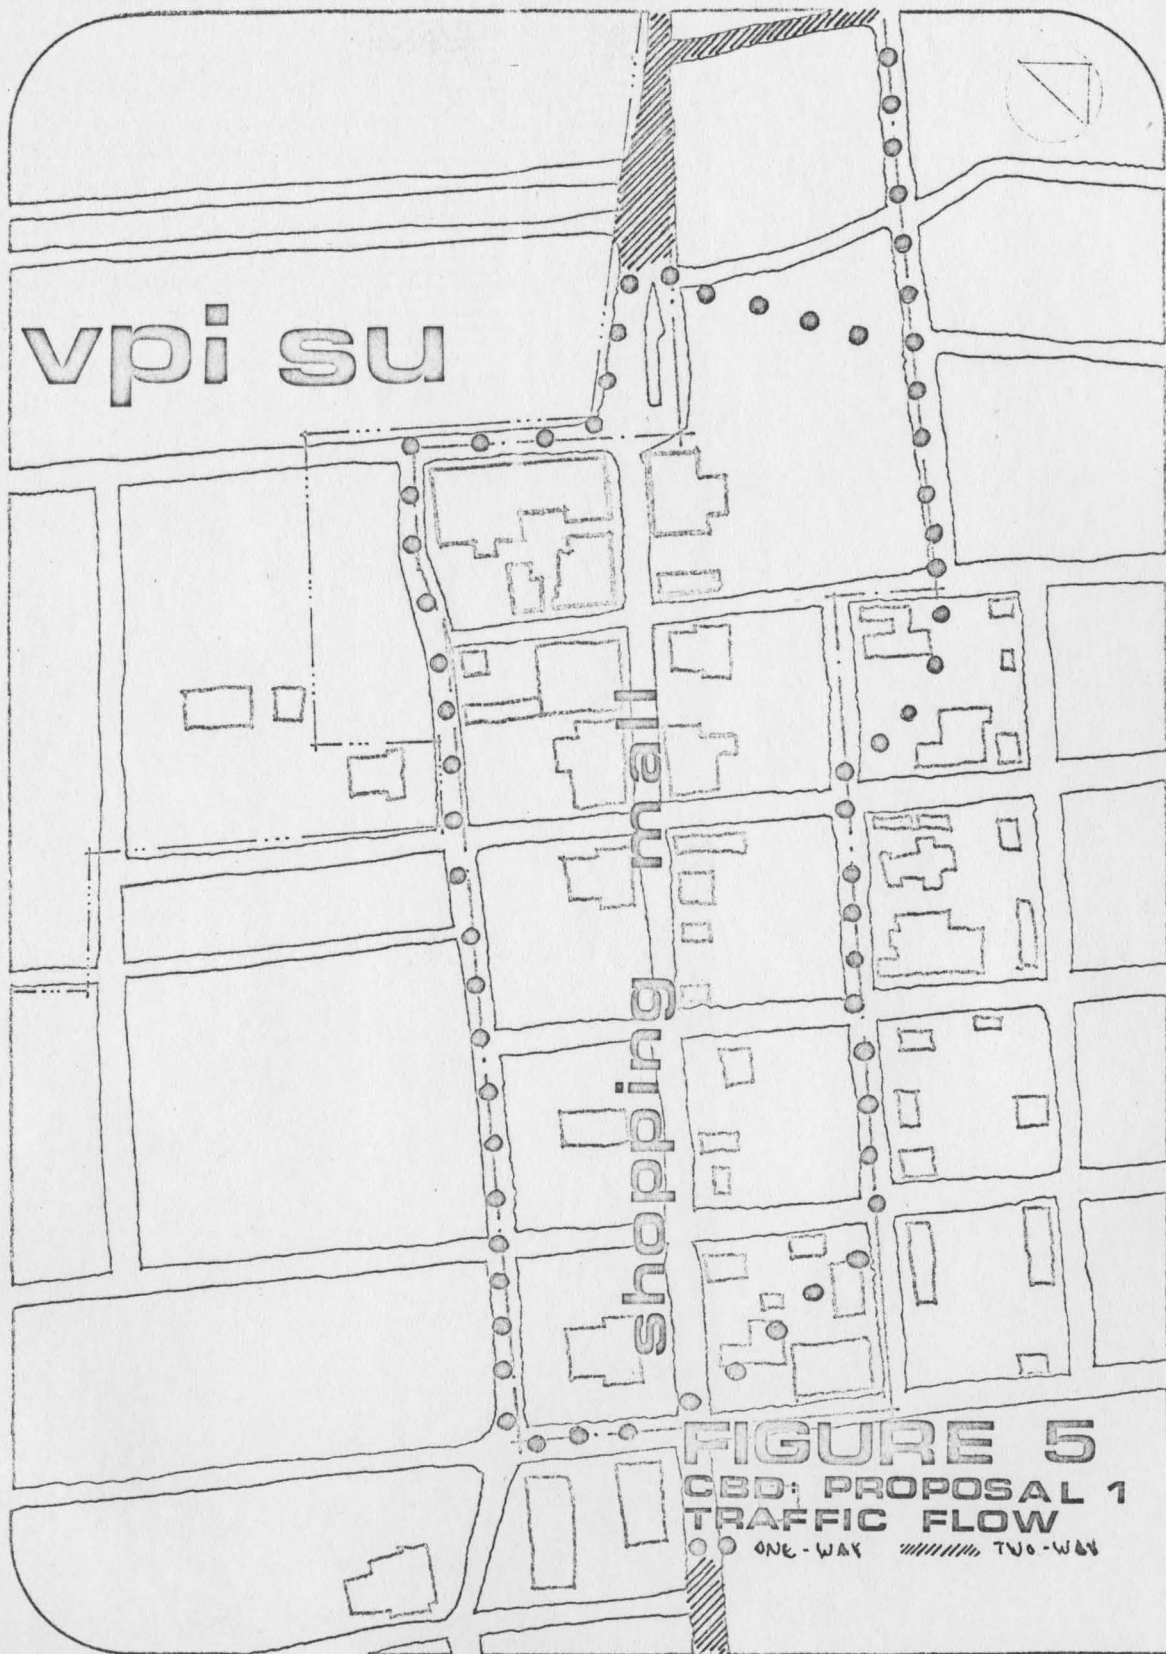 vpi su
shopping mall
FIGURE 5
CBD: PROPOSAL 1
TRAFFIC FLOW
ONE-WAY TWO-WAY